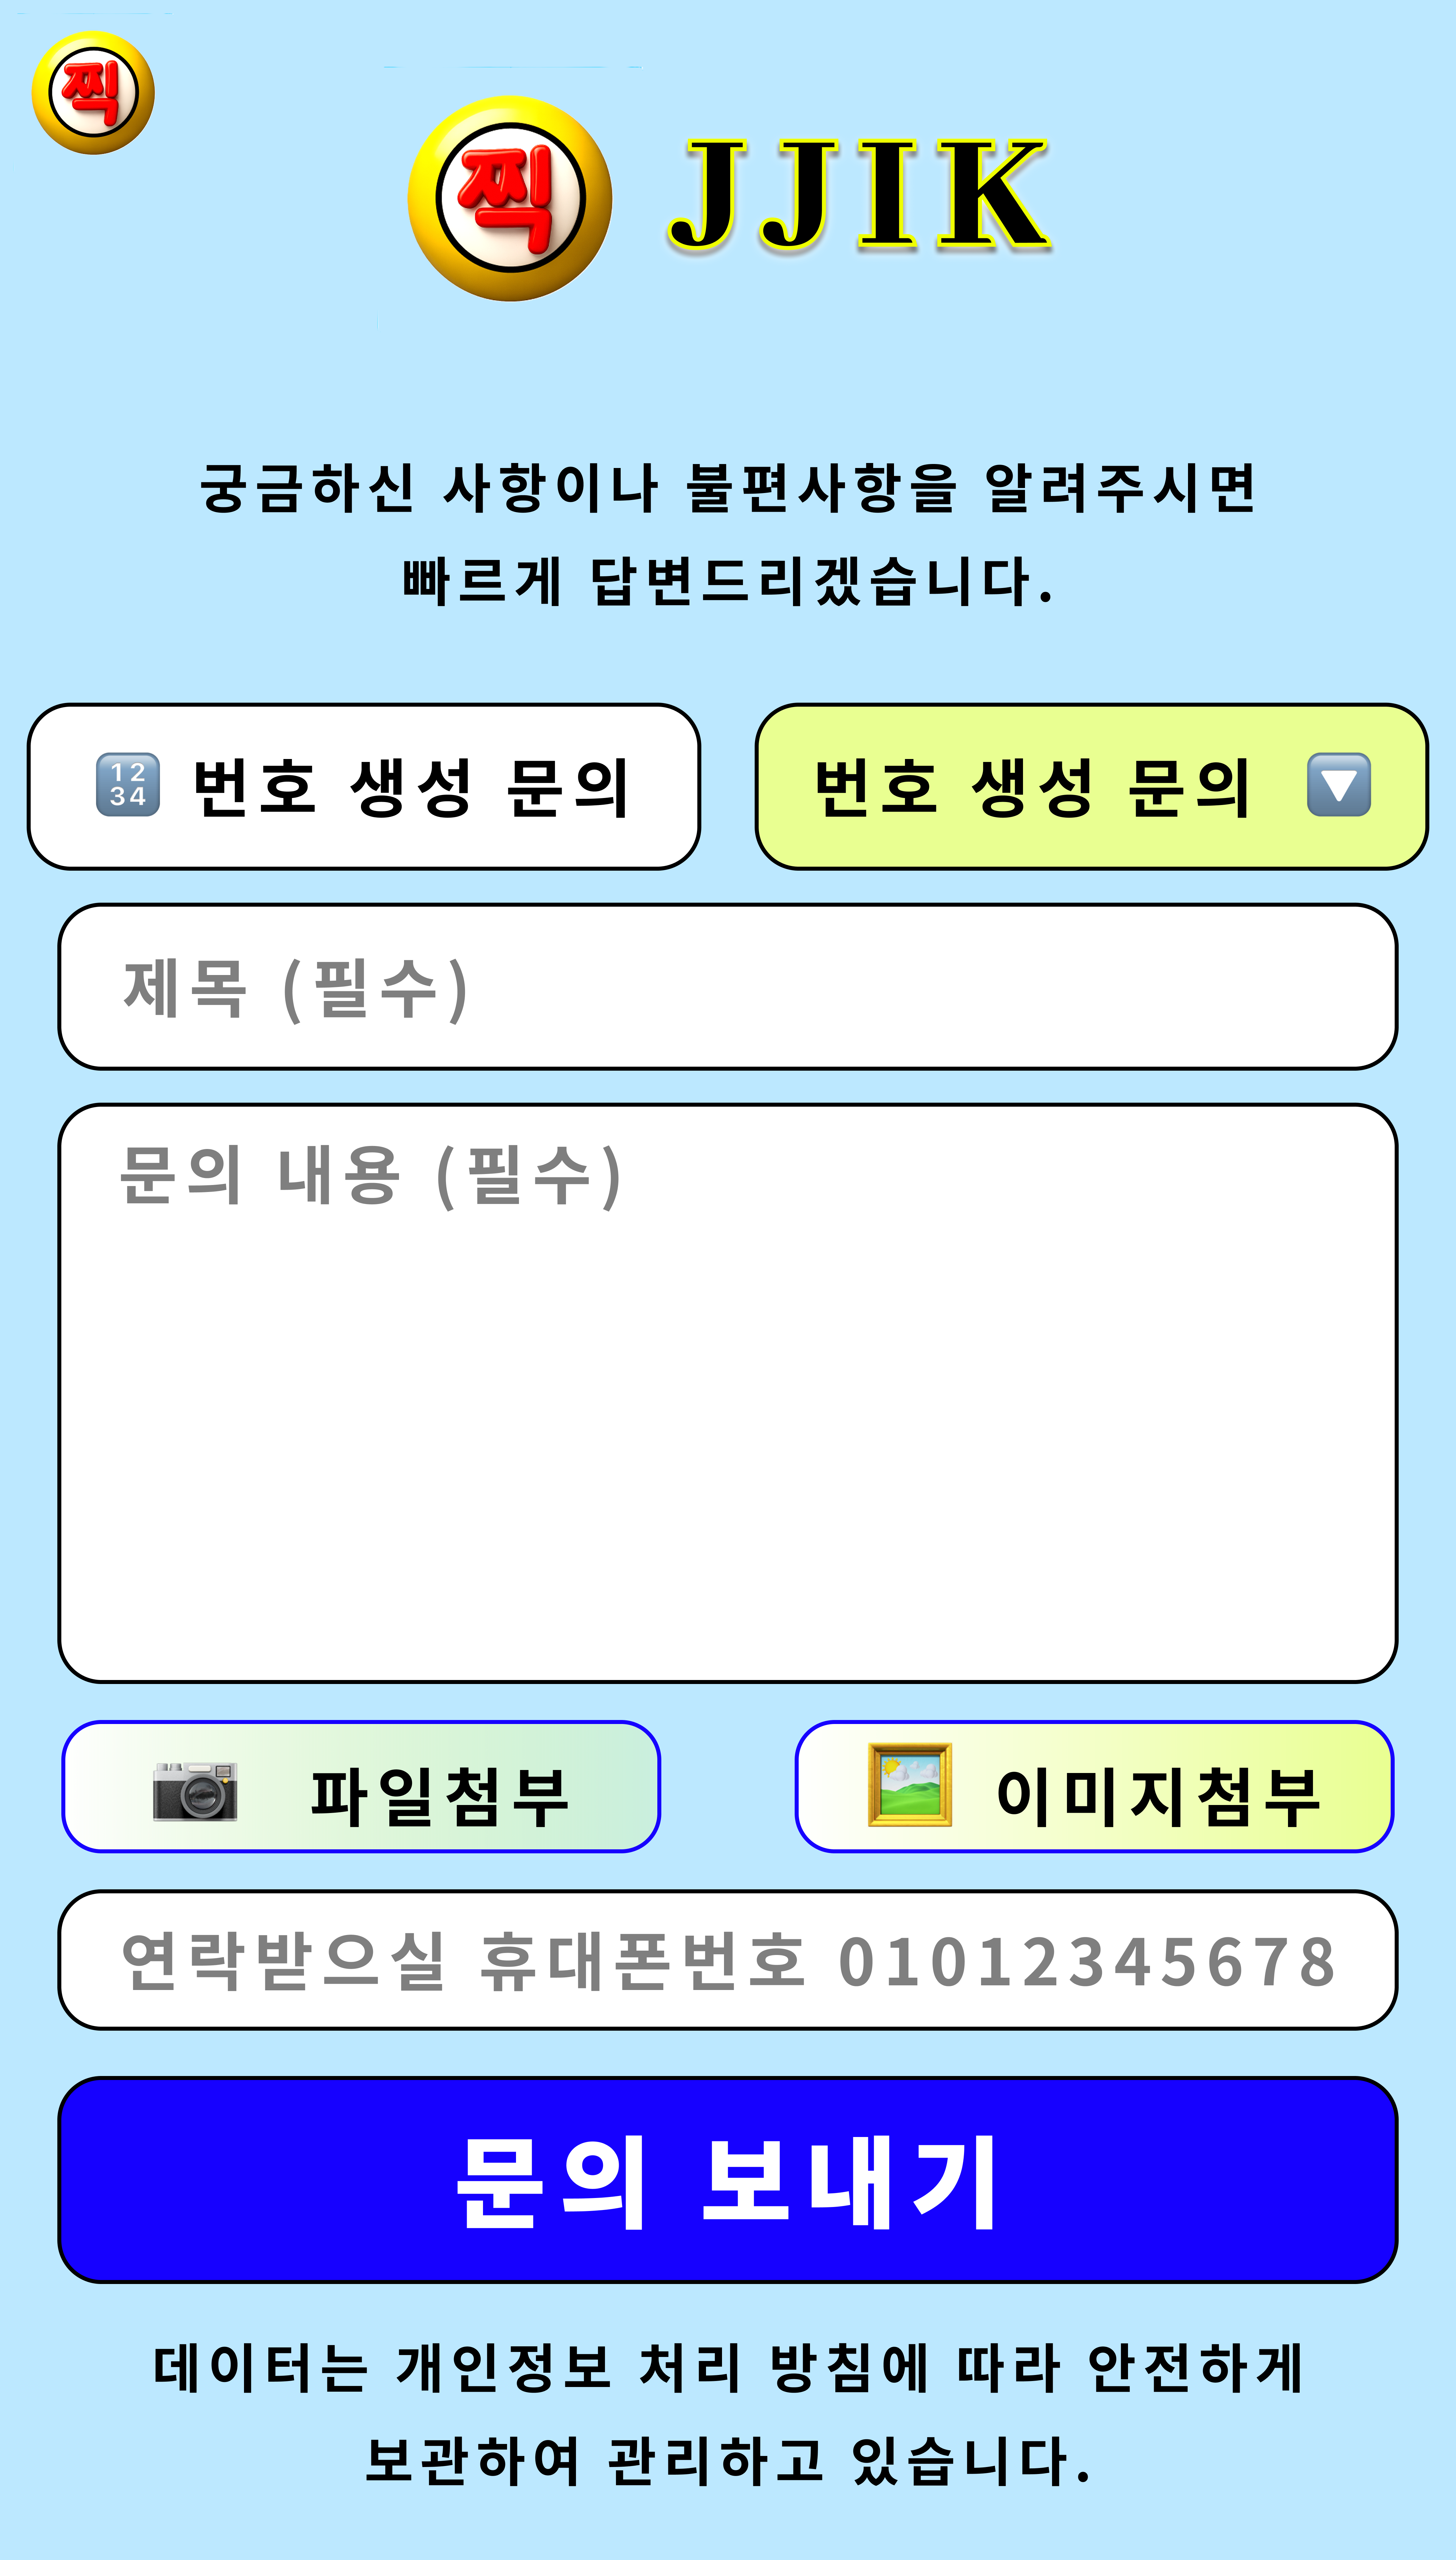 찍
찍 JJIK
궁금하신 사항이나 불편사항을 알려주시면
빠르게 답변드리겠습니다.
1234 번호 생성 문의
번호 생성 문의
제목 (필수)
문의 내용 (필수)
파일첨부
이미지첨부
연락받으실 휴대폰번호 01012345678
문의 보내기
데이터는 개인정보 처리 방침에 따라 안전하게
보관하여 관리하고 있습니다.